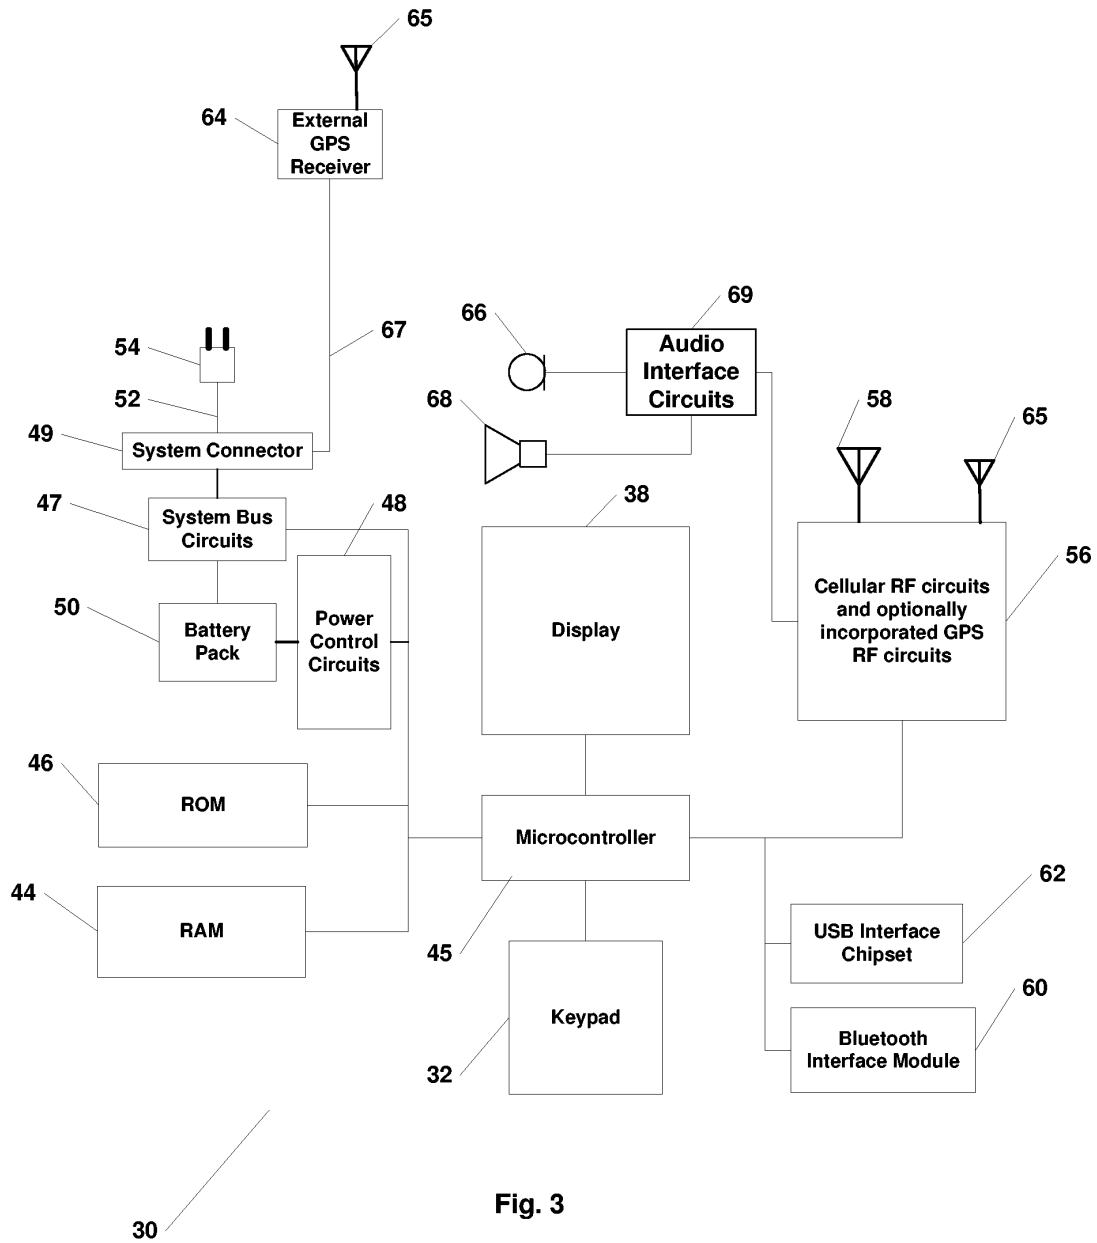 65
64
External
GPS
Receiver
69
66
67
54
Audio
Interface
Circuits
52
68
58
65
49
System Connector
47
System Bus
Circuits
48
38
56
50
Battery
Pack
Power
Control
Circuits
Display
Cellular RF circuits
and optionally
incorporated GPS
RF circuits
46
ROM
Microcontroller
44
RAM
62
USB Interface
Chipset
45
60
Keypad
Bluetooth
Interface Module
32
Fig. 3
30